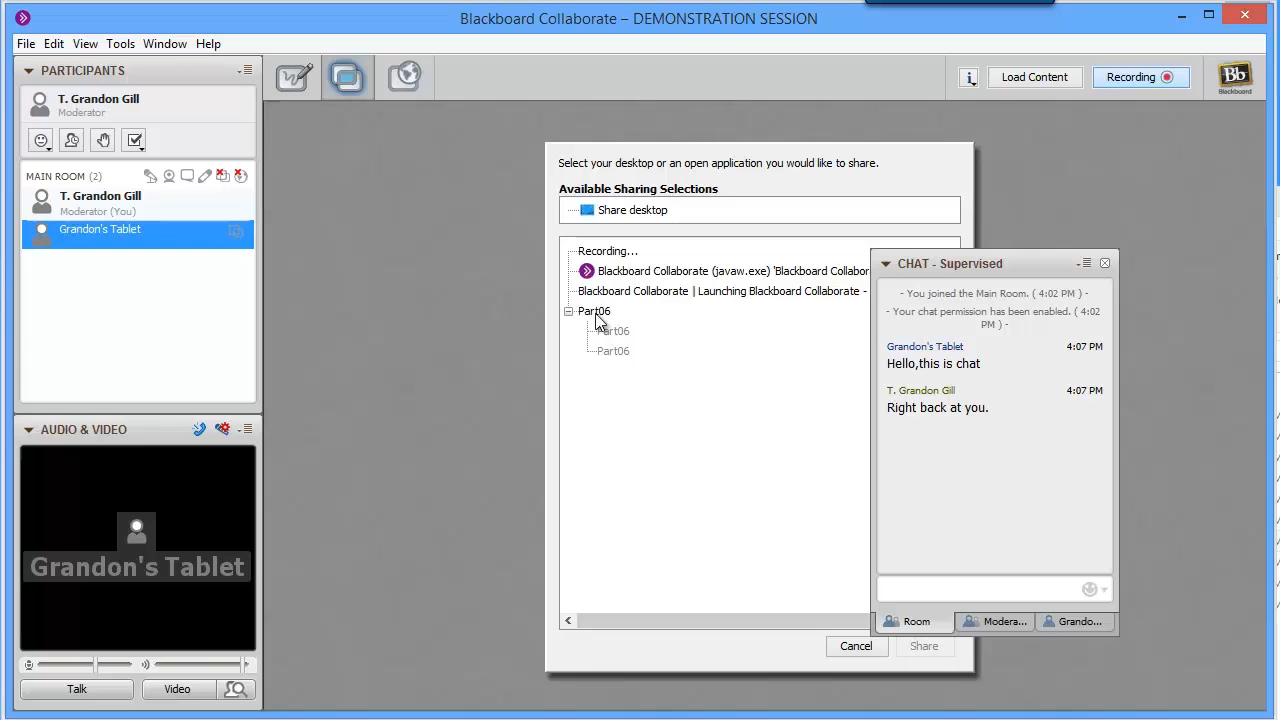 Blackboard Collaborate – DEMONSTRATION SESSION
File Edit View Tools Window Help
PARTICIPANTS
T. Grandon Gill
Moderator
MAIN ROOM (2)
T. Grandon Gill
Moderator (You)
Grandon's Tablet
AUDIO & VIDEO
Grandon's Tablet
Talk
Video
Load Content
Recording
Bb
Blackboard
Select your desktop or an open application you would like to share.
Available Sharing Selections
Share desktop
Recording...
Blackboard Collaborate (javaw.exe) 'Blackboard Collabor
Blackboard Collaborate | Launching Blackboard Collaborate -
Part06
Part06
Part06
Cancel
Share
CHAT - Supervised
- You joined the Main Room. ( 4:02 PM ) -
- Your chat permission has been enabled. ( 4:02
PM ) -
Grandon's Tablet 4:07 PM
Hello,this is chat
T. Grandon Gill 4:07 PM
Right back at you.
Room
Modera...
Grando...